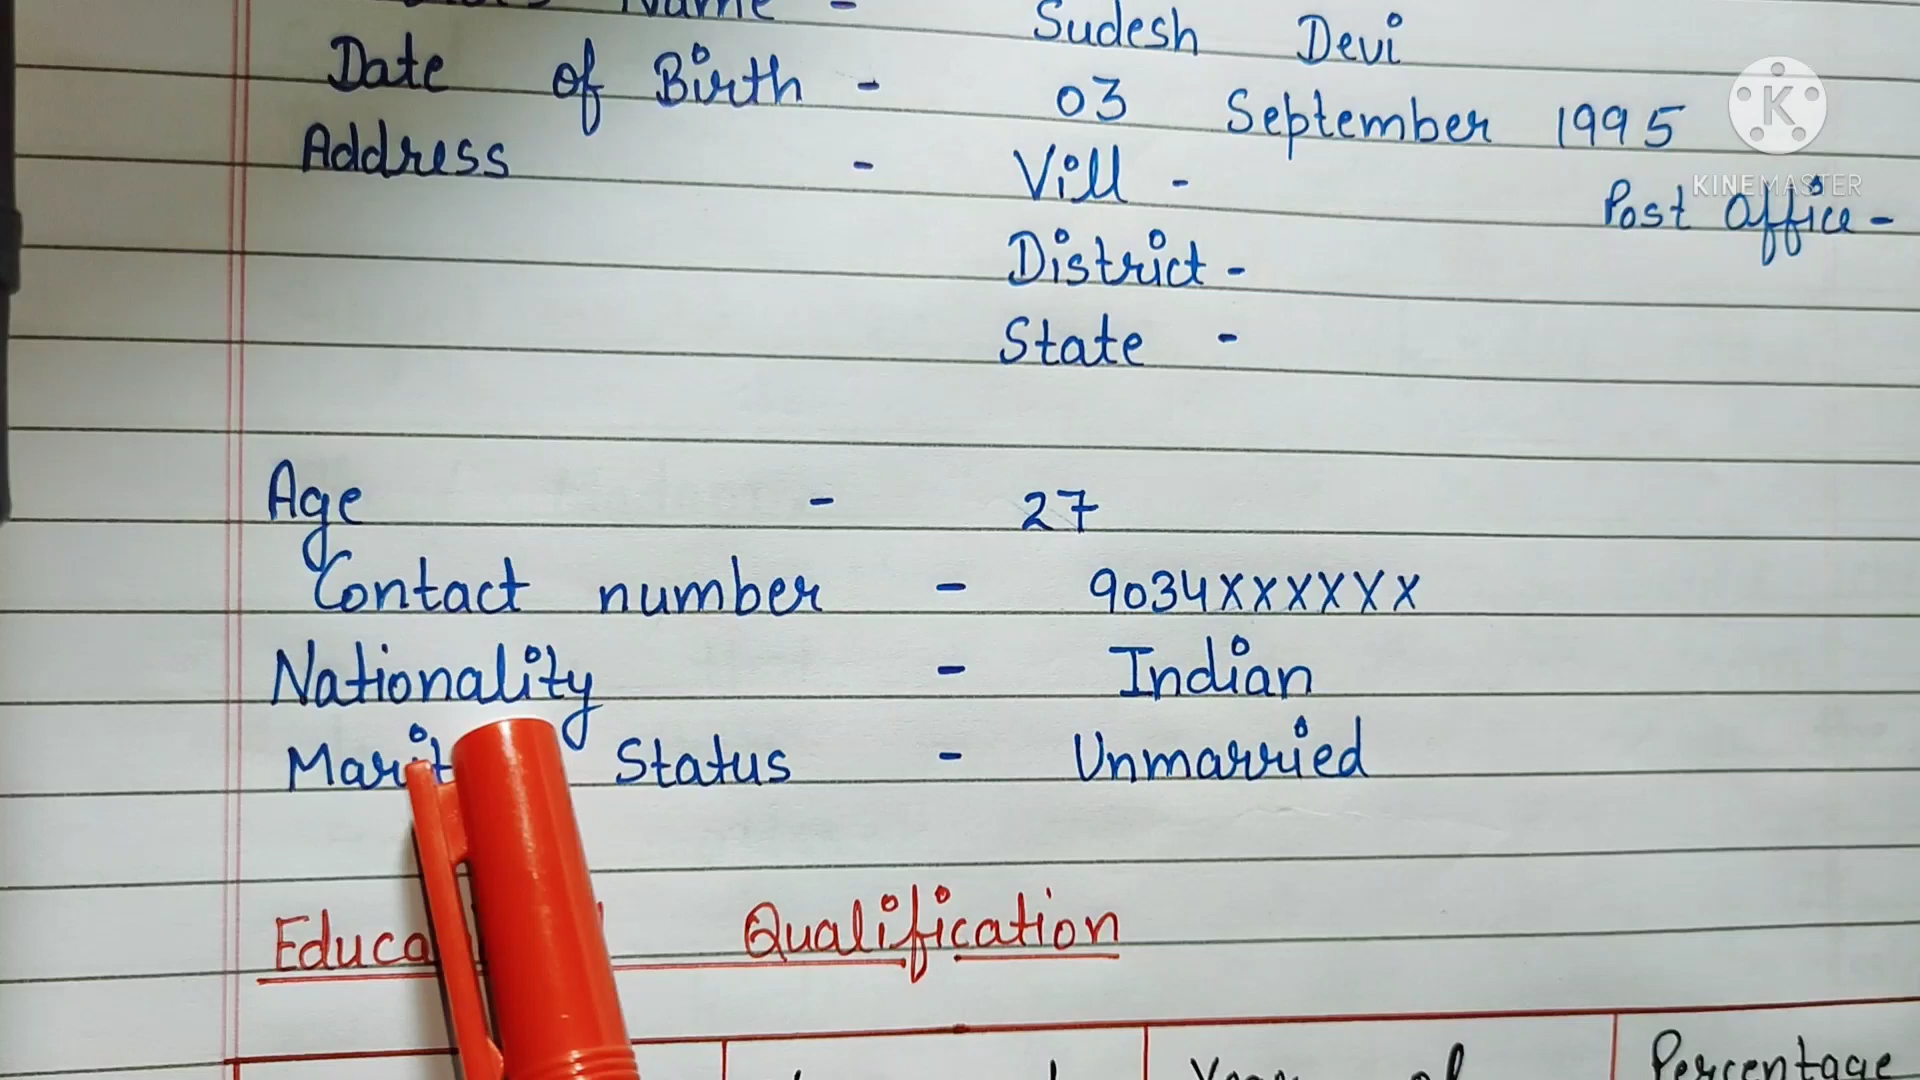 Name - Sudesh Devi
Date of Birth - 03 September 1995
Address - Vill - Post Office -
District -
State -
Age - 27
Contact number - 9034XXXXXX
Nationality - Indian
Status - Unmarried
Qualification
Percentage
K
KINEMASTER